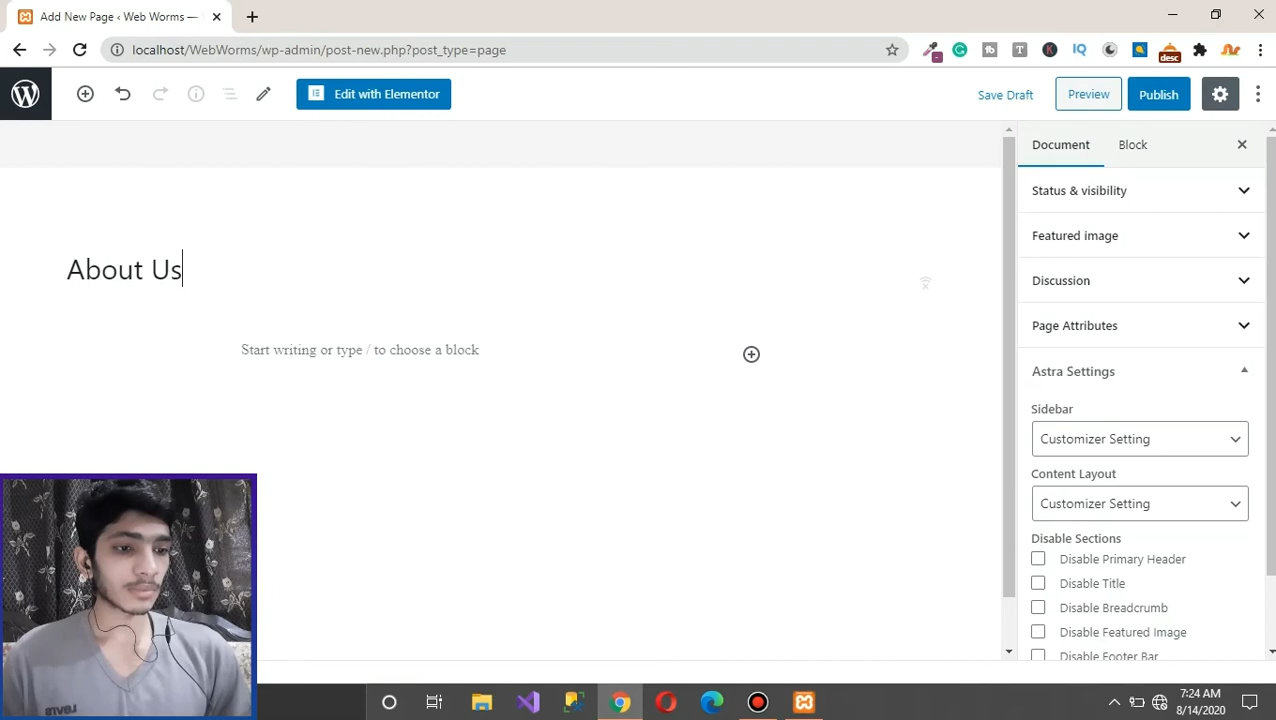 Add New Page ‹ Web Worms —
localhost/WebWorms/wp-admin/post-new.php?post_type=page
desc
Edit with Elementor
Save Draft
Preview
Publish
Document
Block
Status & visibility
Featured image
About Us
Discussion
Page Attributes
Start writing or type / to choose a block
Astra Settings
Sidebar
Customizer Setting
Content Layout
Customizer Setting
Disable Sections
Disable Primary Header
Disable Title
Disable Breadcrumb
Disable Featured Image
Disable Footer Bar
7:24 AM
8/14/2020